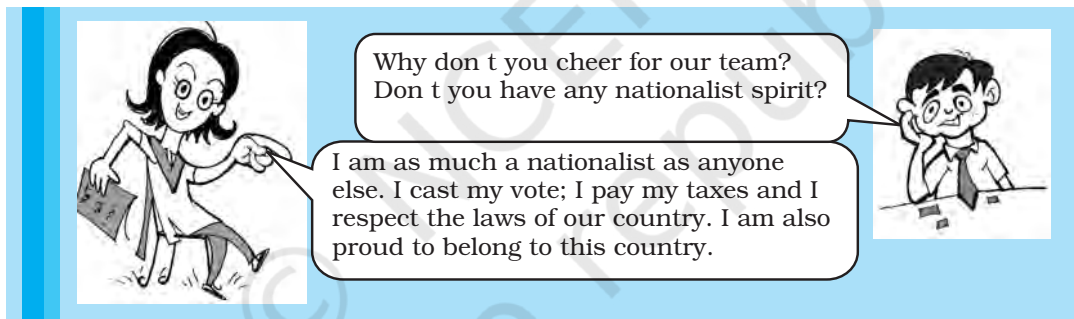 Why don t you cheer for our team?
Don t you have any nationalist spirit?
I am as much a nationalist as anyone
else. I cast my vote; I pay my taxes and I
respect the laws of our country. I am also
proud to belong to this country.
© NCE
republ